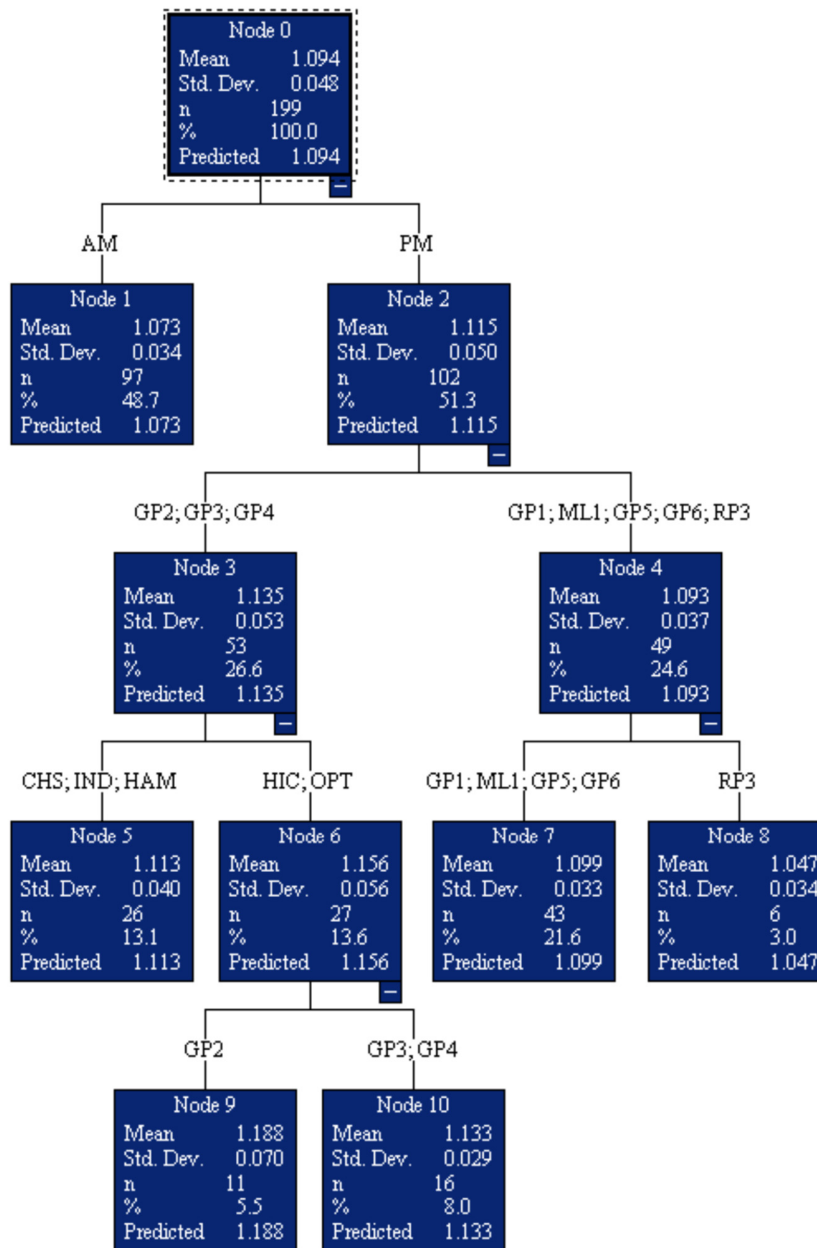 Node 0
Mean 1.094
Std. Dev. 0.048
n 199
% 100.0
Predicted 1.094
AM
PM
Node 1
Mean 1.073
Std. Dev. 0.034
n 97
% 48.7
Predicted 1.073
Node 2
Mean 1.115
Std. Dev. 0.050
n 102
% 51.3
Predicted 1.115
GP2; GP3; GP4
GP1; ML1; GP5; GP6; RP3
Node 3
Mean 1.135
Std. Dev. 0.053
n 53
% 26.6
Predicted 1.135
Node 4
Mean 1.093
Std. Dev. 0.037
n 49
% 24.6
Predicted 1.093
CHS; IND; HAM
HIC; OPT
GP1; ML1; GP5; GP6
RP3
Node 5
Mean 1.113
Std. Dev. 0.040
n 26
% 13.1
Predicted 1.113
Node 6
Mean 1.156
Std. Dev. 0.056
n 27
% 13.6
Predicted 1.156
Node 7
Mean 1.099
Std. Dev. 0.033
n 43
% 21.6
Predicted 1.099
Node 8
Mean 1.047
Std. Dev. 0.034
n 6
% 3.0
Predicted 1.047
GP2
GP3; GP4
Node 9
Mean 1.188
Std. Dev. 0.070
n 11
% 5.5
Predicted 1.188
Node 10
Mean 1.133
Std. Dev. 0.029
n 16
% 8.0
Predicted 1.133